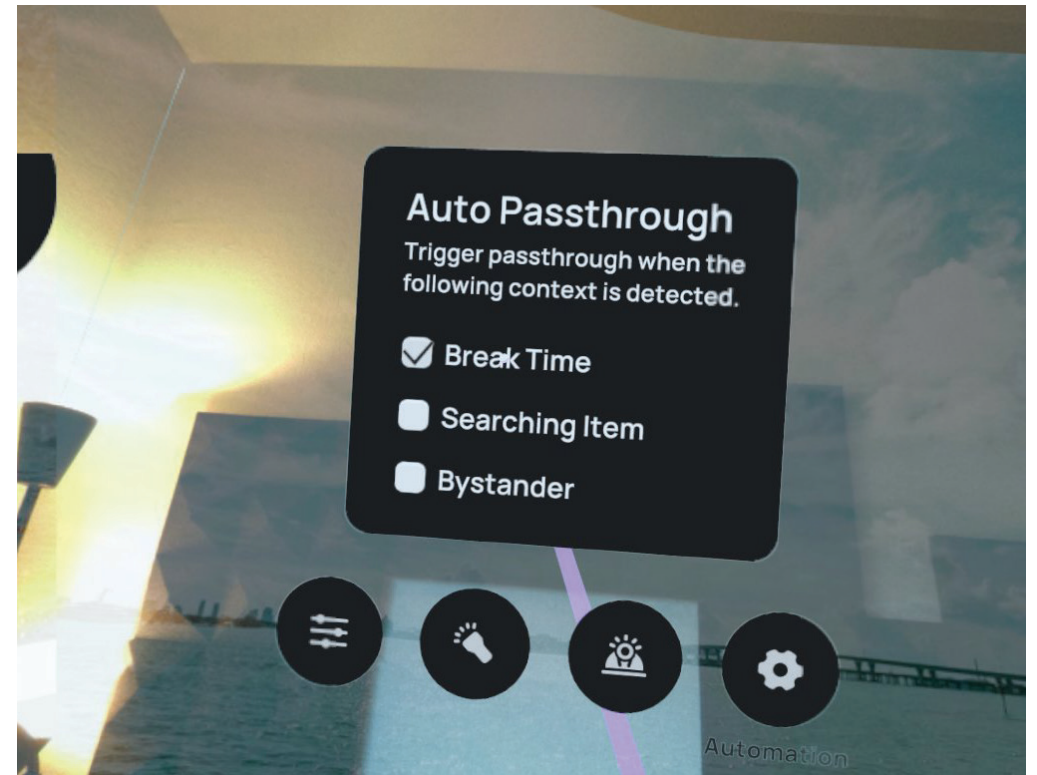 Auto Passthrough
Trigger passthrough when the
following context is detected.
Break Time
Searching Item
Bystander
Automation